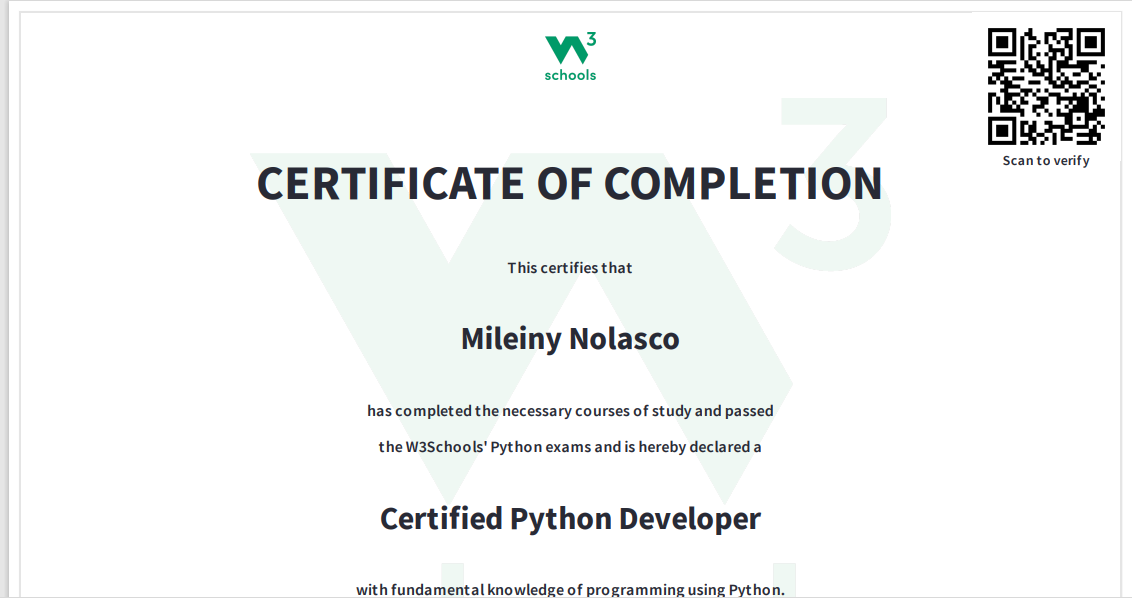 W3
schools
Scan to verify
CERTIFICATE OF COMPLETION
This certifies that
Mileiny Nolasco
has completed the necessary courses of study and passed
the W3Schools' Python exams and is hereby declared a
Certified Python Developer
with fundamental knowledge of programming using Python.